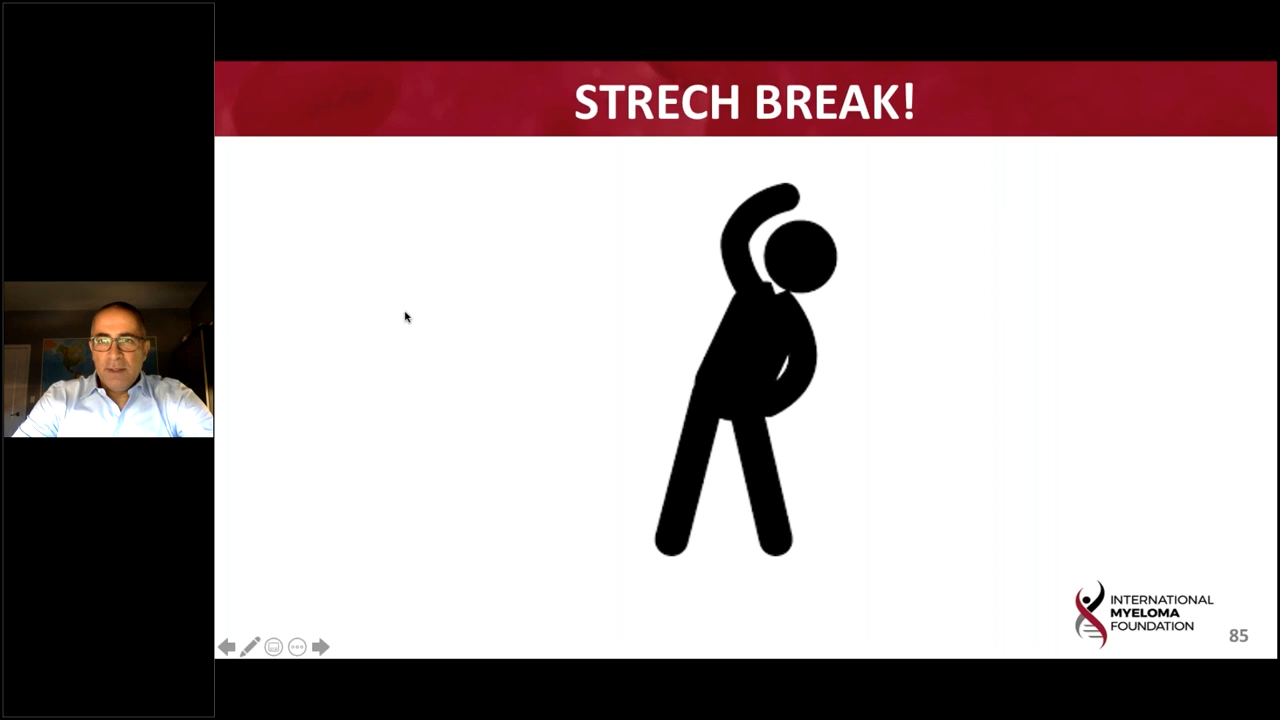 STRECH BREAK!
INTERNATIONAL
MYELOMA
FOUNDATION
85